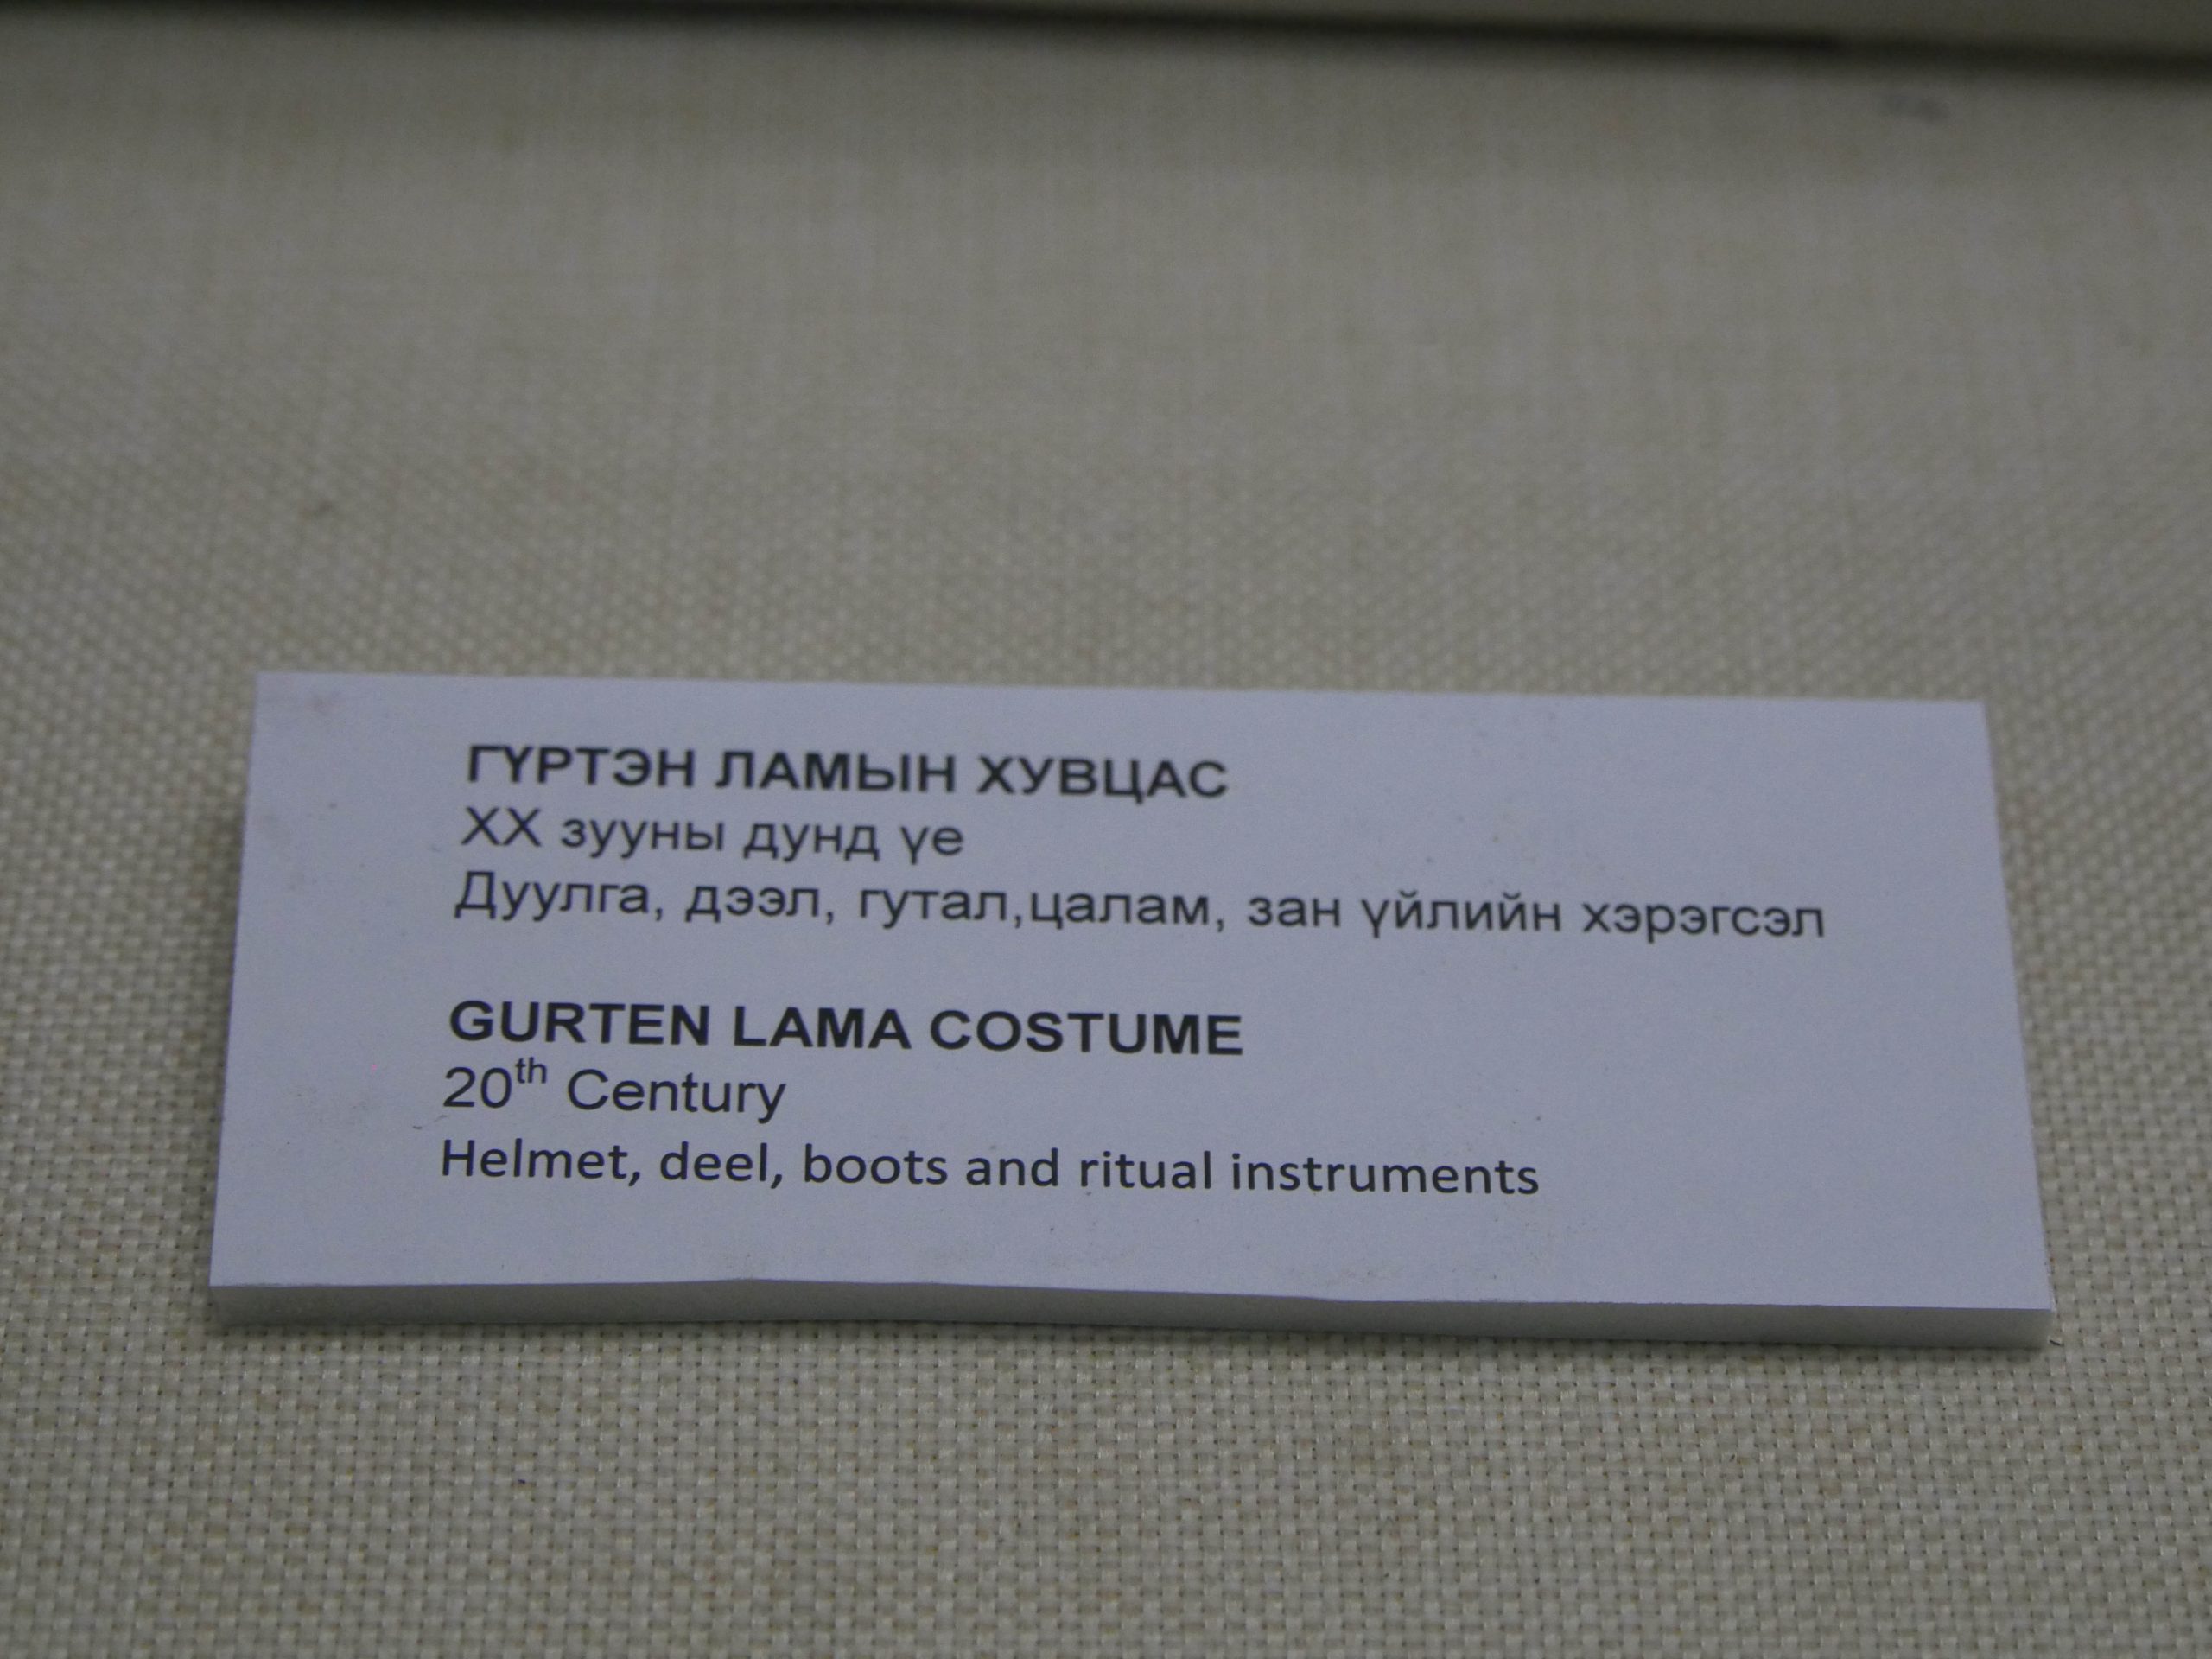 ГҮРТЭН ЛАМЫН ХУВЦАС
XX зууны дунд үе
Дуулга, дээл, гутал,цалам, зан үйлийн хэрэгсэл
GURTEN LAMA COSTUME
20th Century
Helmet, deel, boots and ritual instruments